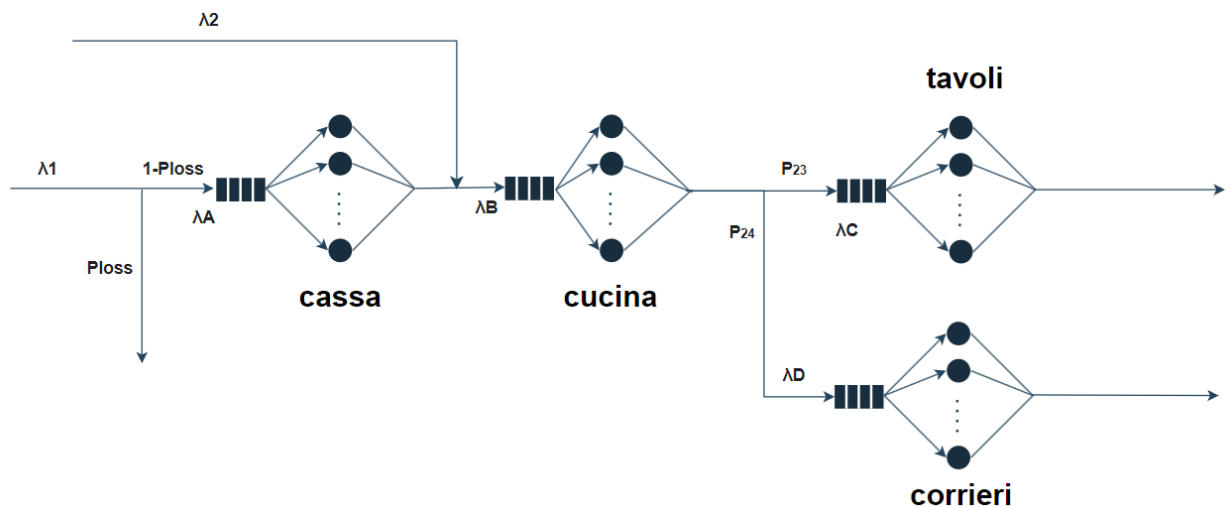 λ2
tavoli
λ1
1-Ploss
P23
λA
λB
λC
P24
Ploss
cassa
cucina
λD
corrieri